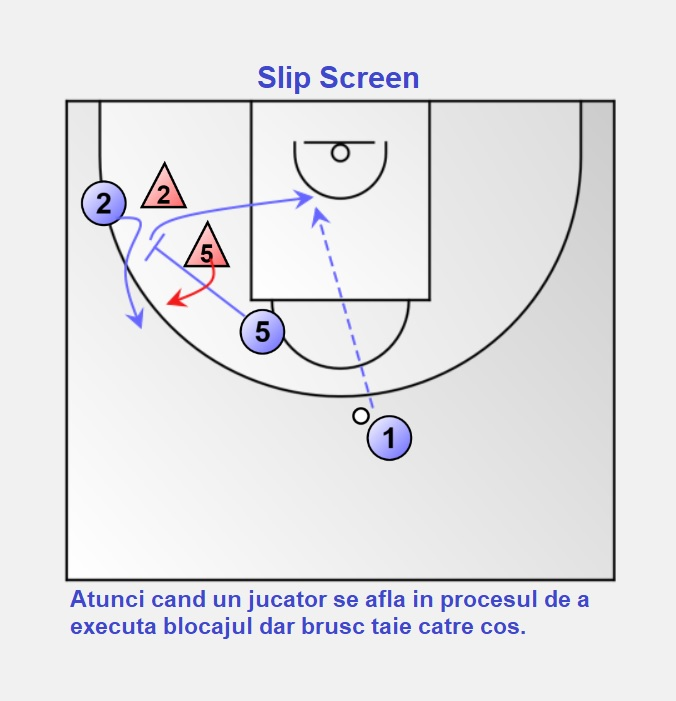 Slip Screen
2
2
5
5
1
Atunci cand un jucator se afla in procesul de a
executa blocajul dar brusc taie catre cos.